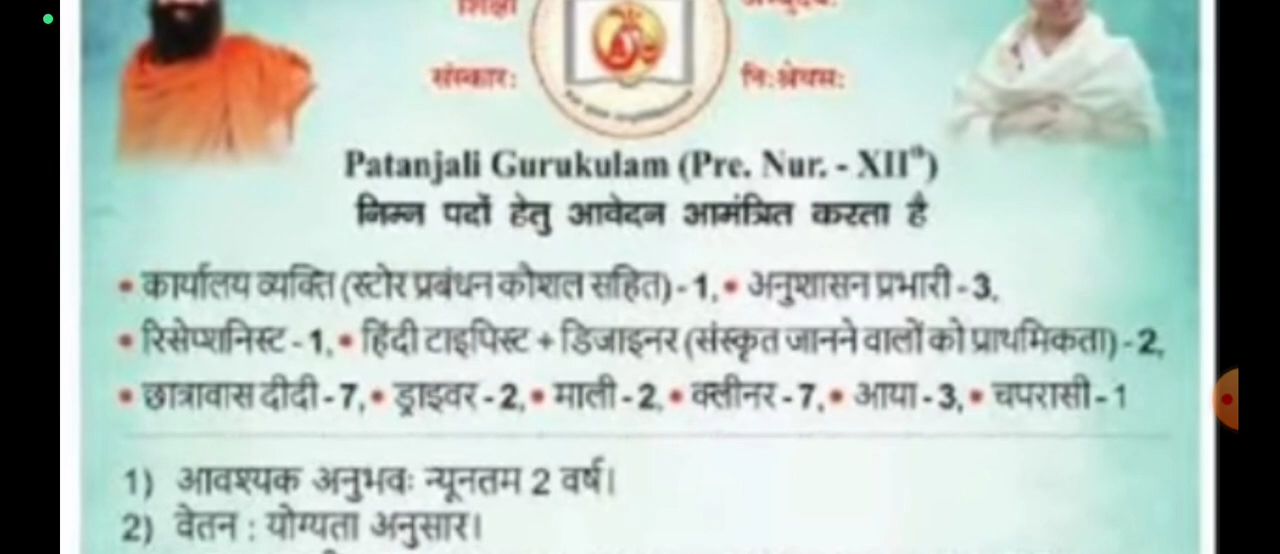 शिक्षा अभ्युदय:
संस्कार: नि:श्रेयस:
Patanjali Gurukulam (Pre. Nur. - XIIth)
निम्न पदों हेतु आवेदन आमंत्रित करता है
• कार्यालय व्यक्ति (स्टोर प्रबंधन कौशल सहित) - 1, • अनुशासन प्रभारी - 3,
• रिसेप्शनिस्ट - 1, • हिंदी टाइपिस्ट + डिजाइनर (संस्कृत जानने वालों को प्राथमिकता) - 2,
• छात्रावास दीदी - 7, • ड्राइवर - 2, • माली - 2, • क्लीनर - 7, • आया - 3, • चपरासी - 1
1) आवश्यक अनुभवः न्यूनतम 2 वर्ष।
2) वेतन : योग्यता अनुसार।